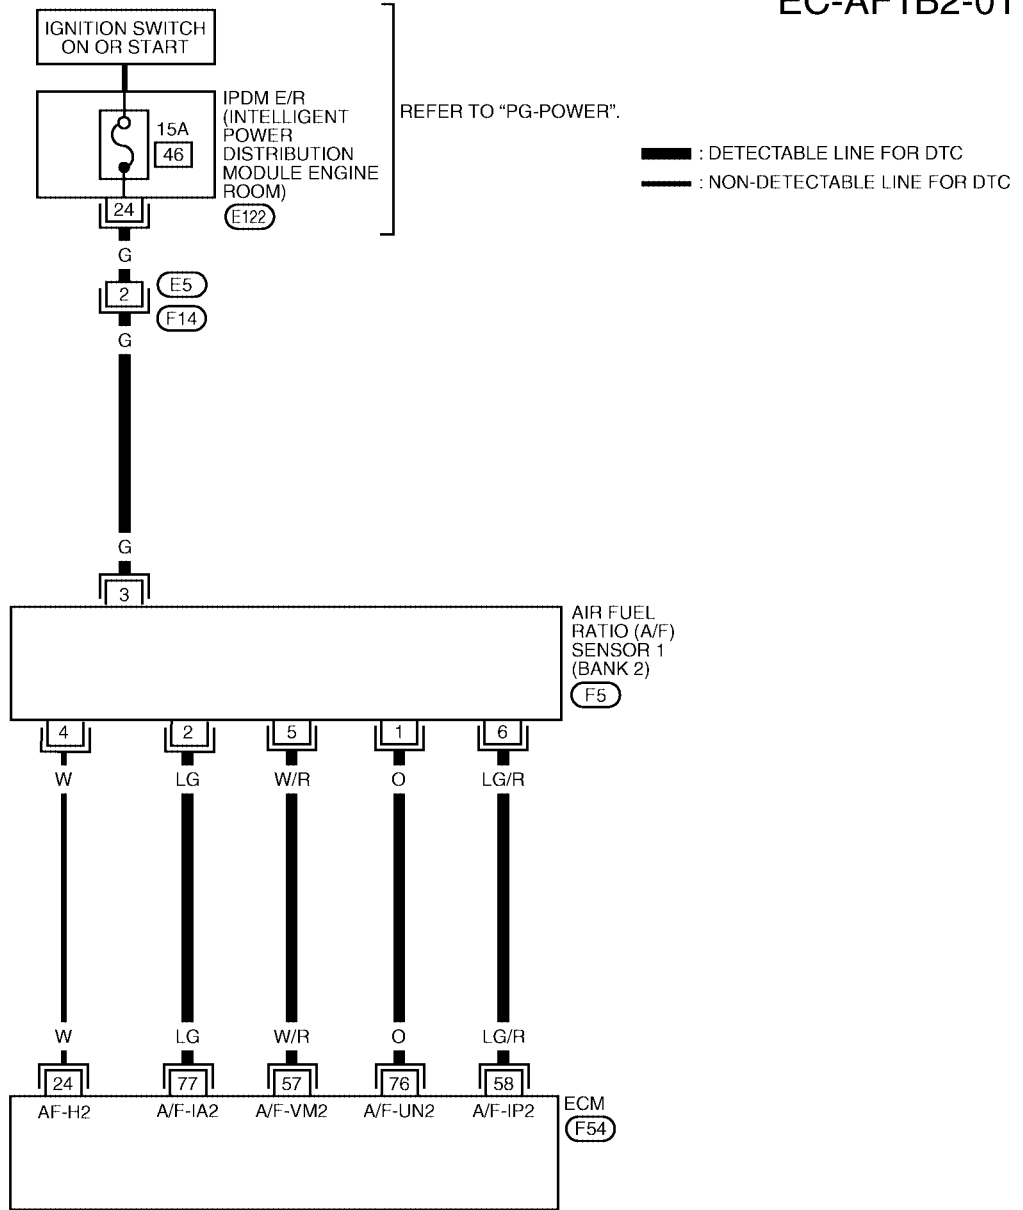 EC-AF1B2-01
IGNITION SWITCH
ON OR START
IPDM E/R
(INTELLIGENT
POWER
DISTRIBUTION
MODULE ENGINE
ROOM)
E122
15A
46
REFER TO “PG-POWER”.
: DETECTABLE LINE FOR DTC
: NON-DETECTABLE LINE FOR DTC
24
G
2
E5
F14
G
G
3
AIR FUEL
RATIO (A/F)
SENSOR 1
(BANK 2)
F5
4 2 5 1 6
W LG W/R O LG/R
W LG W/R O LG/R
24 77 57 76 58
AF-H2 A/F-IA2 A/F-VM2 A/F-UN2 A/F-IP2
ECM
F54